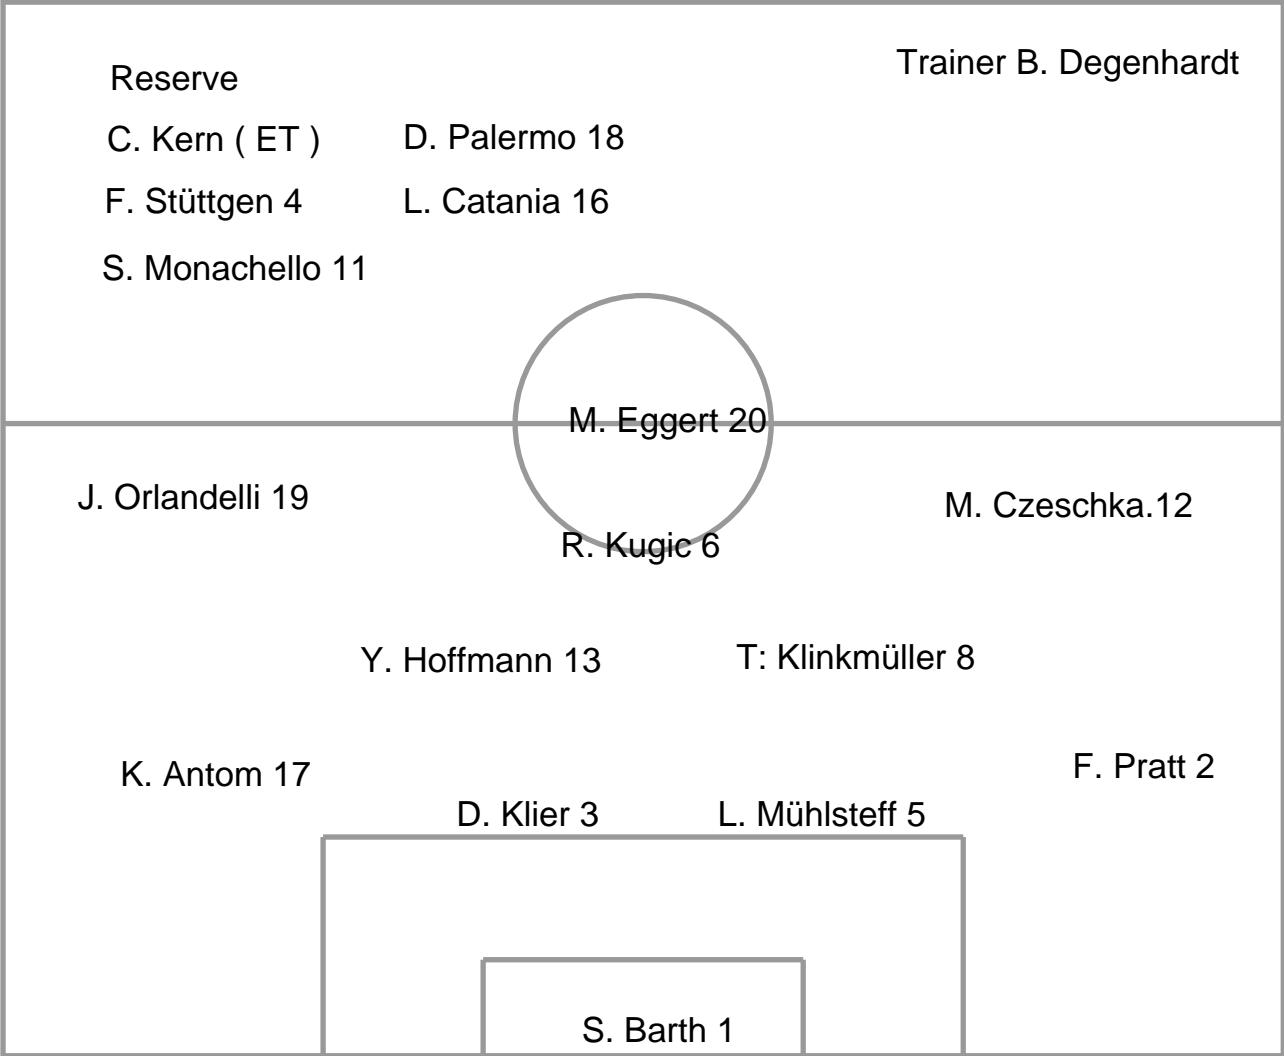 Trainer B. Degenhardt
Reserve
C. Kern ( ET )
D. Palermo 18
F. Stüttgen 4
L. Catania 16
S. Monachello 11
M. Eggert 20
J. Orlandelli 19
M. Czeschka.12
R. Kugic 6
Y. Hoffmann 13
T: Klinkmüller 8
K. Antom 17
F. Pratt 2
D. Klier 3
L. Mühlsteff 5
S. Barth 1